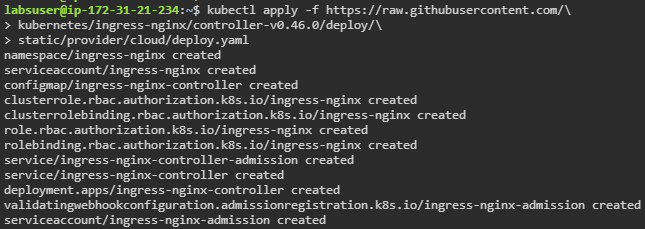 labsuser@ip-172-31-21-234:~$ kubectl apply -f https://raw.githubusercontent.com/\
> kubernetes/ingress-nginx/controller-v0.46.0/deploy/\
> static/provider/cloud/deploy.yaml
namespace/ingress-nginx created
serviceaccount/ingress-nginx created
configmap/ingress-nginx-controller created
clusterrole.rbac.authorization.k8s.io/ingress-nginx created
clusterrolebinding.rbac.authorization.k8s.io/ingress-nginx created
role.rbac.authorization.k8s.io/ingress-nginx created
rolebinding.rbac.authorization.k8s.io/ingress-nginx created
service/ingress-nginx-controller-admission created
service/ingress-nginx-controller created
deployment.apps/ingress-nginx-controller created
validatingwebhookconfiguration.admissionregistration.k8s.io/ingress-nginx-admission created
serviceaccount/ingress-nginx-admission created